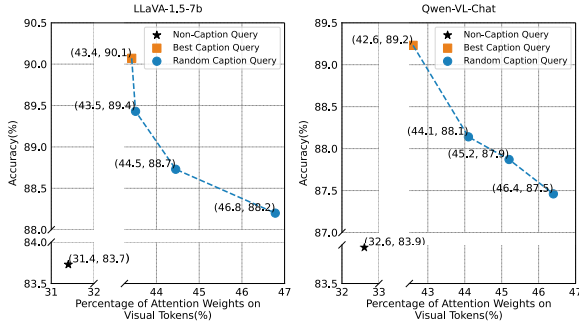 LLaVA-1.5-7b
90.5
90.0
89.5
89.0
88.5
88.0
84.0
83.5
Accuracy(%)
Non-Caption Query
Best Caption Query
Random Caption Query
(43.4, 90.1)
(43.5, 89.4)
(44.5, 88.7)
(46.8, 88.2)
(31.4, 83.7)
31 32 44 45 46 47
Percentage of Attention Weights on
Visual Tokens(%)
Qwen-VL-Chat
89.5
89.0
88.5
88.0
87.5
87.0
83.5
Accuracy(%)
Non-Caption Query
Best Caption Query
Random Caption Query
(42.6, 89.2)
(44.1, 88.1)
(45.2, 87.9)
(46.4, 87.5)
(32.6, 83.9)
32 33 43 44 45 46 47
Percentage of Attention Weights on
Visual Tokens(%)